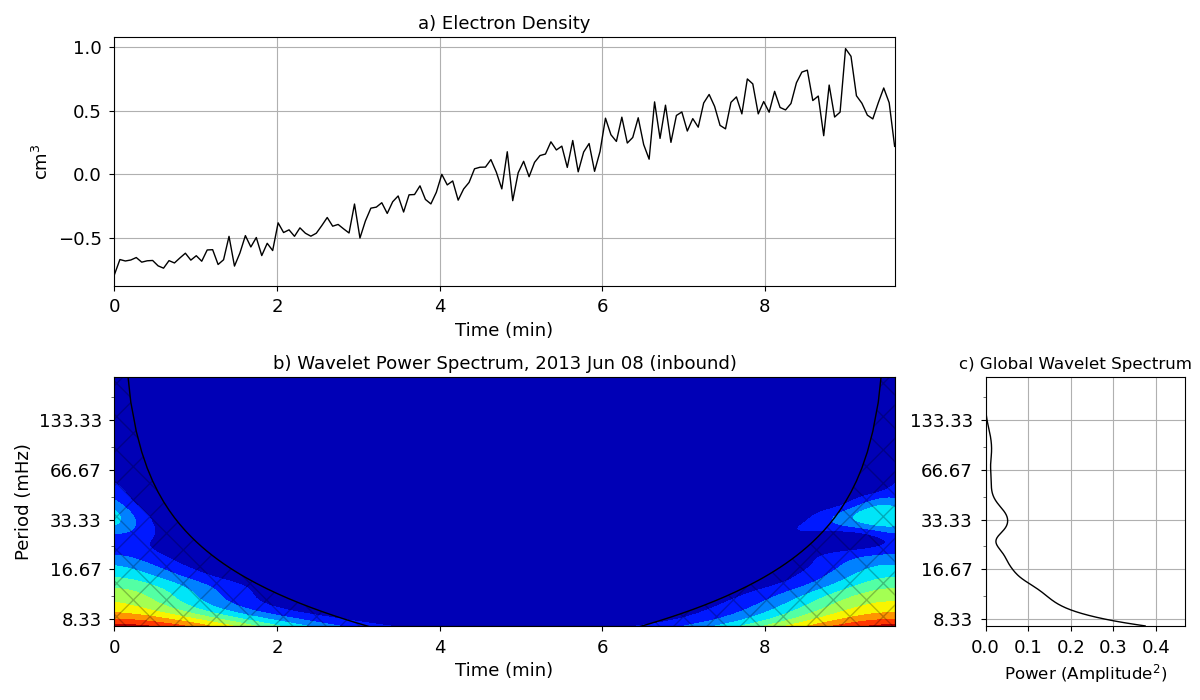 a) Electron Density
1.0
0.5
0.0
−0.5
cm³
0 2 4 6 8
Time (min)
b) Wavelet Power Spectrum, 2013 Jun 08 (inbound)
133.33
66.67
33.33
16.67
8.33
Period (mHz)
0 2 4 6 8
Time (min)
c) Global Wavelet Spectrum
133.33
66.67
33.33
16.67
8.33
0.0 0.1 0.2 0.3 0.4
Power (Amplitude²)